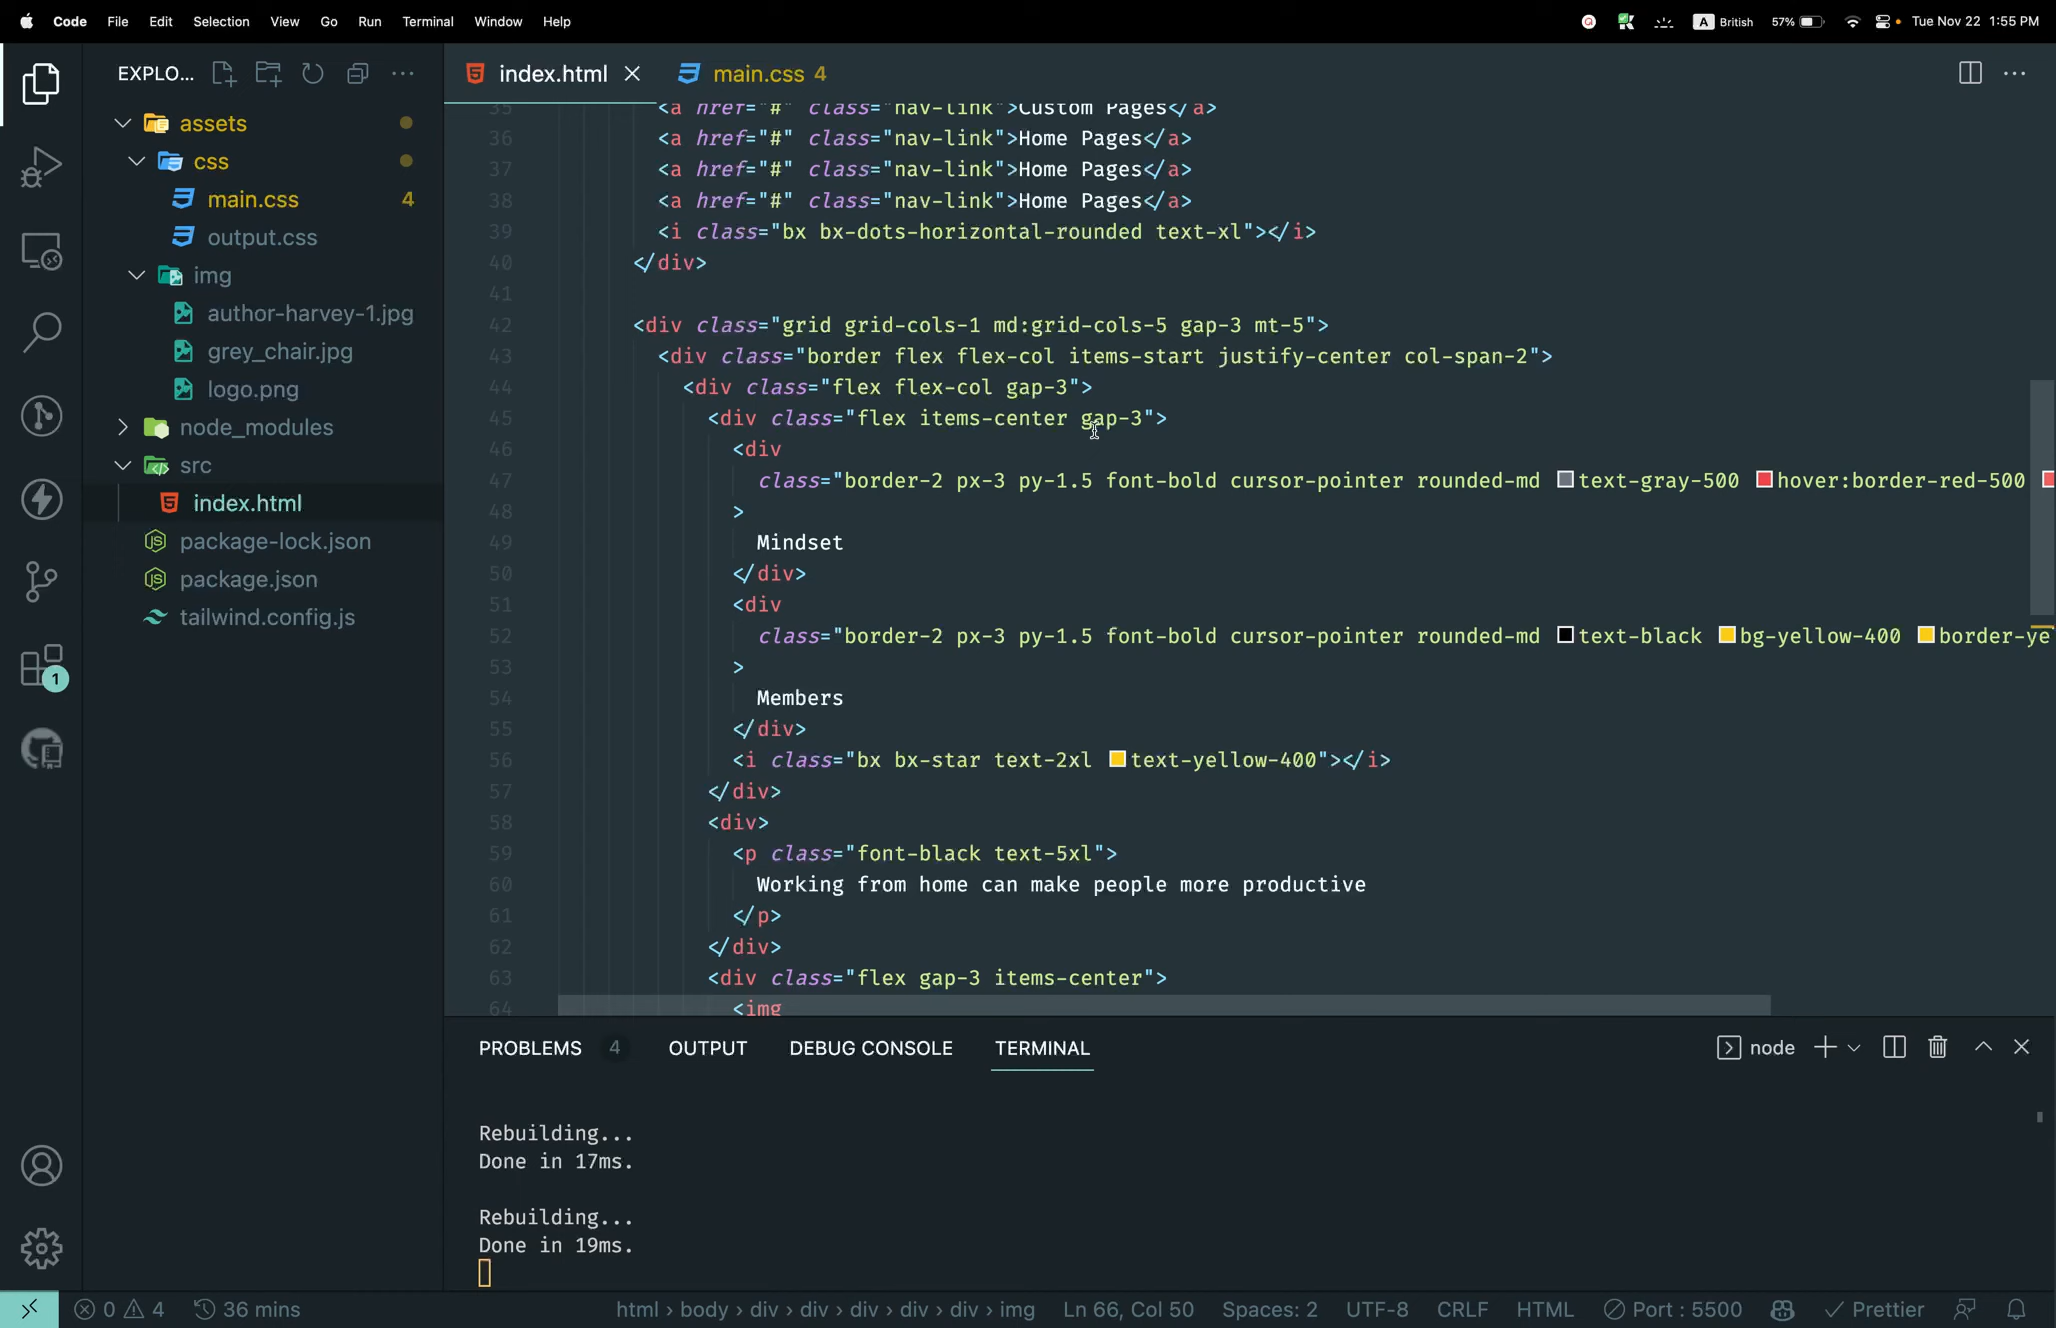 Code File Edit Selection View Go Run Terminal Window Help
A British 57% Tue Nov 22 1:55 PM
EXPLO...
index.html
main.css 4
assets
css
main.css 4
output.css
img
author-harvey-1.jpg
grey_chair.jpg
logo.png
node_modules
src
index.html
package-lock.json
package.json
tailwind.config.js
1
35 <a href="#" class="nav-link">Custom Pages</a>
36 <a href="#" class="nav-link">Home Pages</a>
37 <a href="#" class="nav-link">Home Pages</a>
38 <a href="#" class="nav-link">Home Pages</a>
39 <i class="bx bx-dots-horizontal-rounded text-xl"></i>
40 </div>
41
42 <div class="grid grid-cols-1 md:grid-cols-5 gap-3 mt-5">
43 <div class="border flex flex-col items-start justify-center col-span-2">
44 <div class="flex flex-col gap-3">
45 <div class="flex items-center gap-3">
46 <div
47 class="border-2 px-3 py-1.5 font-bold cursor-pointer rounded-md text-gray-500 hover:border-red-500
48 >
49 Mindset
50 </div>
51 <div
52 class="border-2 px-3 py-1.5 font-bold cursor-pointer rounded-md text-black bg-yellow-400 border-ye
53 >
54 Members
55 </div>
56 <i class="bx bx-star text-2xl text-yellow-400"></i>
57 </div>
58 <div>
59 <p class="font-black text-5xl">
60 Working from home can make people more productive
61 </p>
62 </div>
63 <div class="flex gap-3 items-center">
64 <img
PROBLEMS 4 OUTPUT DEBUG CONSOLE TERMINAL
node
Rebuilding...
Done in 17ms.
Rebuilding...
Done in 19ms.
0 4 36 mins html > body > div > div > div > div > div > img Ln 66, Col 50 Spaces: 2 UTF-8 CRLF HTML Port : 5500 Prettier